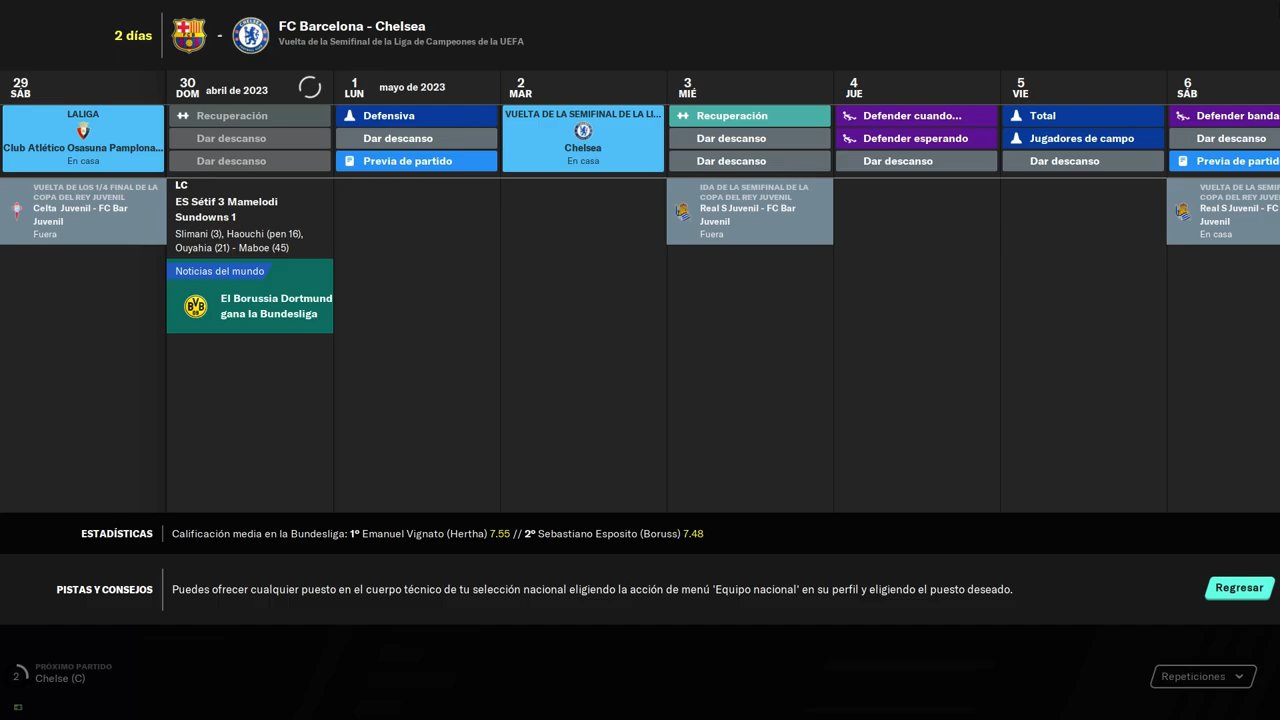 2 días
-
FC Barcelona - Chelsea
Vuelta de la Semifinal de la Liga de Campeones de la UEFA
29
SÁB
30
DOM
abril de 2023
1
LUN
mayo de 2023
2
MAR
3
MIÉ
4
JUE
5
VIE
6
SÁB
LALIGA
Club Atlético Osasuna Pamplona...
En casa
Recuperación
Dar descanso
Dar descanso
Defensiva
Dar descanso
Previa de partido
VUELTA DE LA SEMIFINAL DE LA LI...
Chelsea
En casa
Recuperación
Dar descanso
Dar descanso
Defender cuando...
Defender esperando
Dar descanso
Total
Jugadores de campo
Dar descanso
Defender banda
Dar descanso
Previa de partid
VUELTA DE LOS 1/4 FINAL DE LA
COPA DEL REY JUVENIL
Celta Juvenil - FC Bar
Juvenil
Fuera
LC
ES Sétif 3 Mamelodi
Sundowns 1
Slimani (3), Haouchi (pen 16),
Ouyahia (21) - Maboe (45)
Noticias del mundo
El Borussia Dortmund
gana la Bundesliga
IDA DE LA SEMIFINAL DE LA
COPA DEL REY JUVENIL
Real S Juvenil - FC Bar
Juvenil
Fuera
VUELTA DE LA SEMIF
COPA DEL REY JUVEN
Real S Juvenil - FC B
Juvenil
En casa
ESTADÍSTICAS
Calificación media en la Bundesliga: 1º Emanuel Vignato (Hertha) 7.55 // 2º Sebastiano Esposito (Boruss) 7.48
PISTAS Y CONSEJOS
Puedes ofrecer cualquier puesto en el cuerpo técnico de tu selección nacional eligiendo la acción de menú 'Equipo nacional' en su perfil y eligiendo el puesto deseado.
Regresar
2
PRÓXIMO PARTIDO
Chelse (C)
Repeticiones